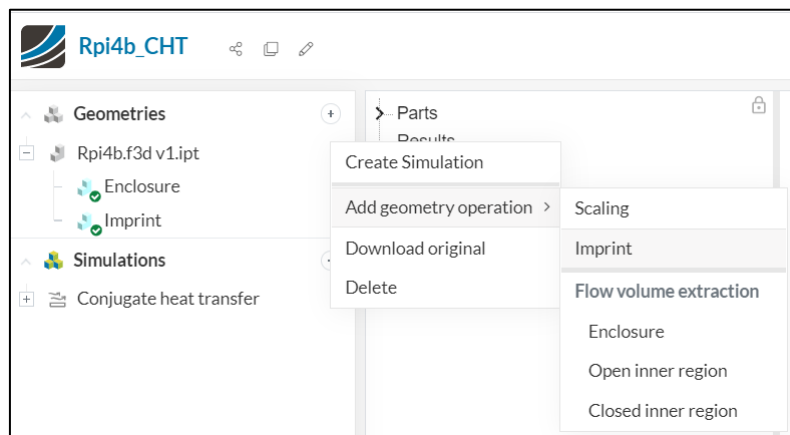 Rpi4b_CHT
Geometries
Rpi4b.f3d v1.ipt
Enclosure
Imprint
Simulations
Conjugate heat transfer
Parts
Results
Create Simulation
Add geometry operation
Download original
Delete
Scaling
Imprint
Flow volume extraction
Enclosure
Open inner region
Closed inner region